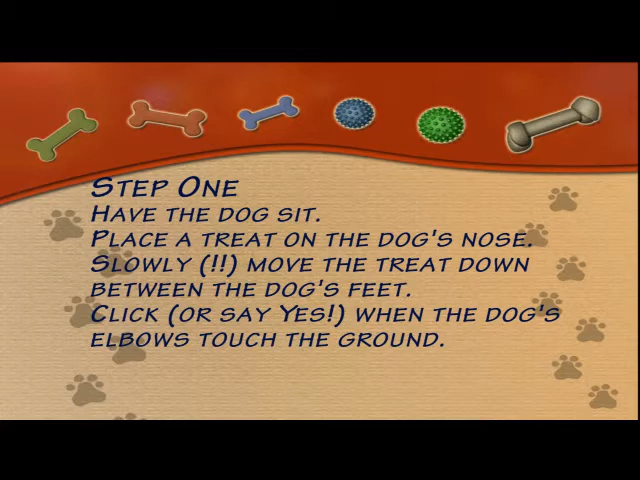 STEP ONE
HAVE THE DOG SIT.
PLACE A TREAT ON THE DOG'S NOSE.
SLOWLY (!!) MOVE THE TREAT DOWN
BETWEEN THE DOG'S FEET.
CLICK (OR SAY YES!) WHEN THE DOG'S
ELBOWS TOUCH THE GROUND.